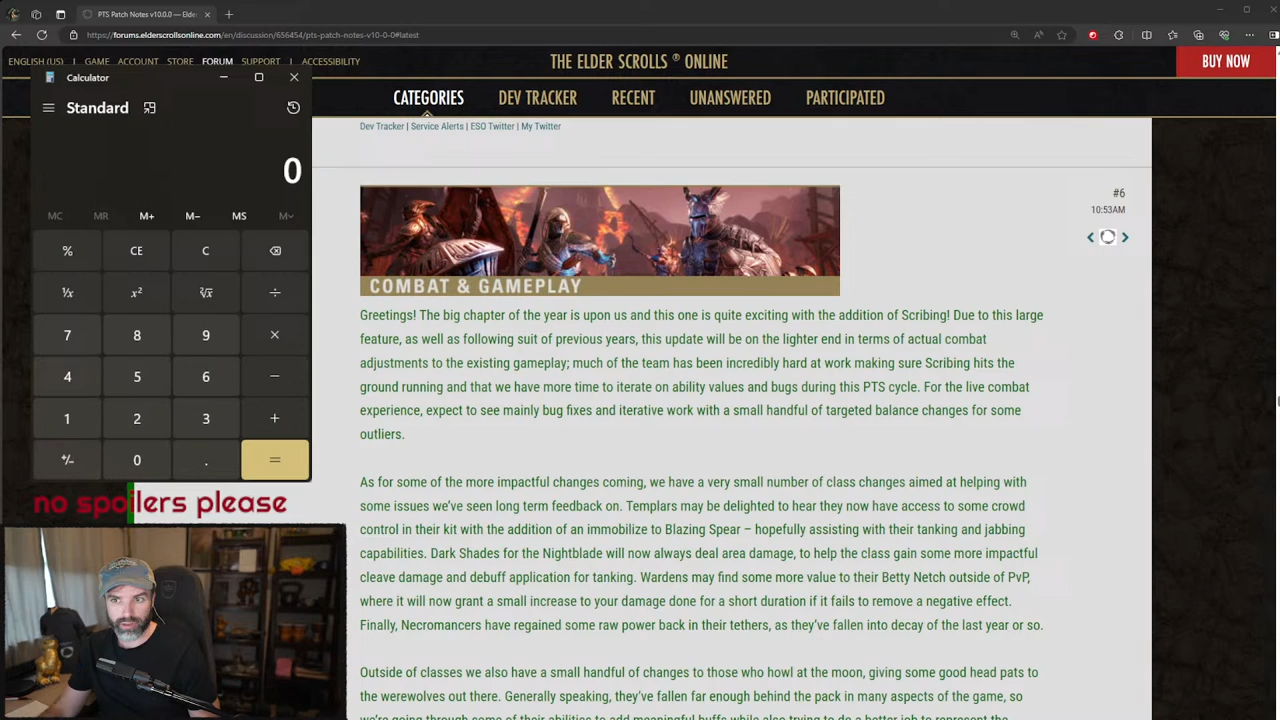 PTS Patch Notes v10.0.0 — Elder
https://forums.elderscrollsonline.com/en/discussion/656454/pts-patch-notes-v10-0-0#latest
ENGLISH (US) | GAME ACCOUNT STORE FORUM SUPPORT | ACCESSIBILITY
THE ELDER SCROLLS ® ONLINE
BUY NOW
CATEGORIES DEV TRACKER RECENT UNANSWERED PARTICIPATED
Calculator
Standard
0
MC MR M+ M− MS M
% CE C
⅟x x² ²√x ÷
7 8 9 ×
4 5 6 −
1 2 3 +
+/− 0 . =
no spoilers please
Dev Tracker | Service Alerts | ESO Twitter | My Twitter
#6
10:53AM
COMBAT & GAMEPLAY
Greetings! The big chapter of the year is upon us and this one is quite exciting with the addition of Scribing! Due to this large
feature, as well as following suit of previous years, this update will be on the lighter end in terms of actual combat
adjustments to the existing gameplay; much of the team has been incredibly hard at work making sure Scribing hits the
ground running and that we have more time to iterate on ability values and bugs during this PTS cycle. For the live combat
experience, expect to see mainly bug fixes and iterative work with a small handful of targeted balance changes for some
outliers.
As for some of the more impactful changes coming, we have a very small number of class changes aimed at helping with
some issues we've seen long term feedback on. Templars may be delighted to hear they now have access to some crowd
control in their kit with the addition of an immobilize to Blazing Spear – hopefully assisting with their tanking and jabbing
capabilities. Dark Shades for the Nightblade will now always deal area damage, to help the class gain some more impactful
cleave damage and debuff application for tanking. Wardens may find some more value to their Betty Netch outside of PvP,
where it will now grant a small increase to your damage done for a short duration if it fails to remove a negative effect.
Finally, Necromancers have regained some raw power back in their tethers, as they've fallen into decay of the last year or so.
Outside of classes we also have a small handful of changes to those who howl at the moon, giving some good head pats to
the werewolves out there. Generally speaking, they've fallen far enough behind the pack in many aspects of the game, so
we're going through some of their abilities to add meaningful buffs while also trying to do a better job to represent the